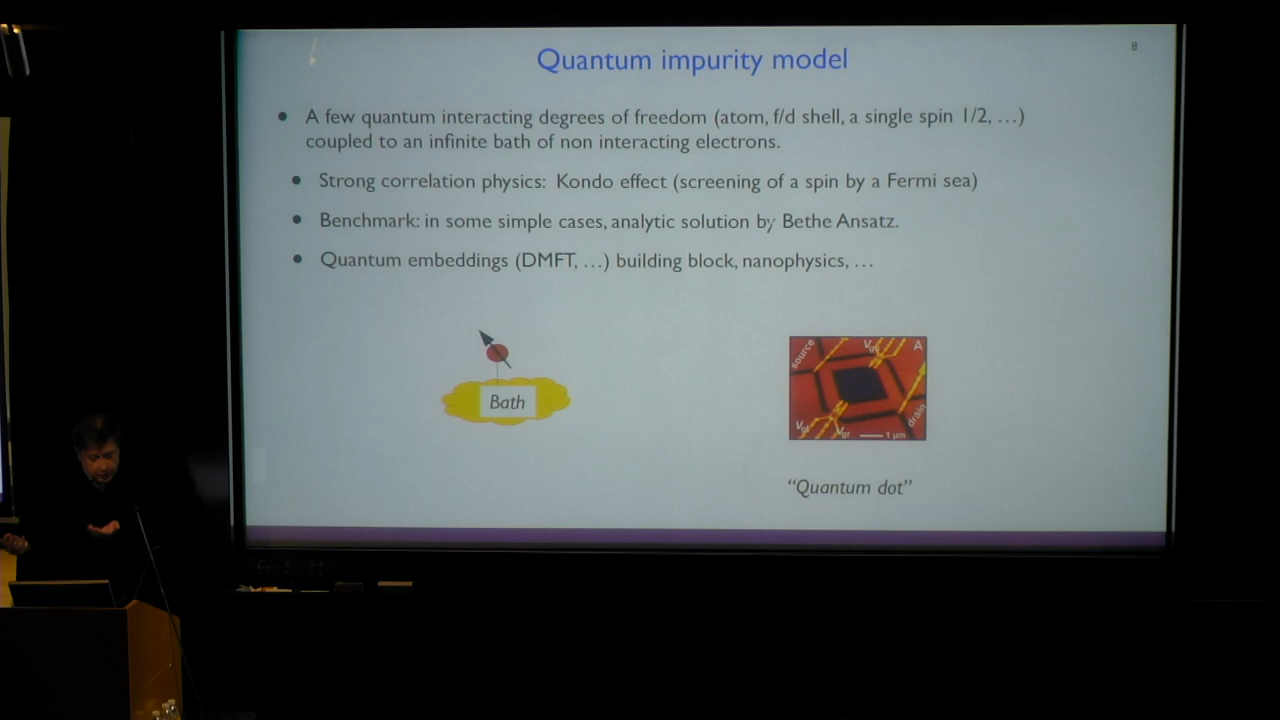 8
Quantum impurity model
• A few quantum interacting degrees of freedom (atom, f/d shell, a single spin 1/2, …)
coupled to an infinite bath of non interacting electrons.
• Strong correlation physics: Kondo effect (screening of a spin by a Fermi sea)
• Benchmark: in some simple cases, analytic solution by Bethe Ansatz.
• Quantum embeddings (DMFT, …) building block, nanophysics, …
Bath
source
A
drain
Vgr
1 μm
“Quantum dot”